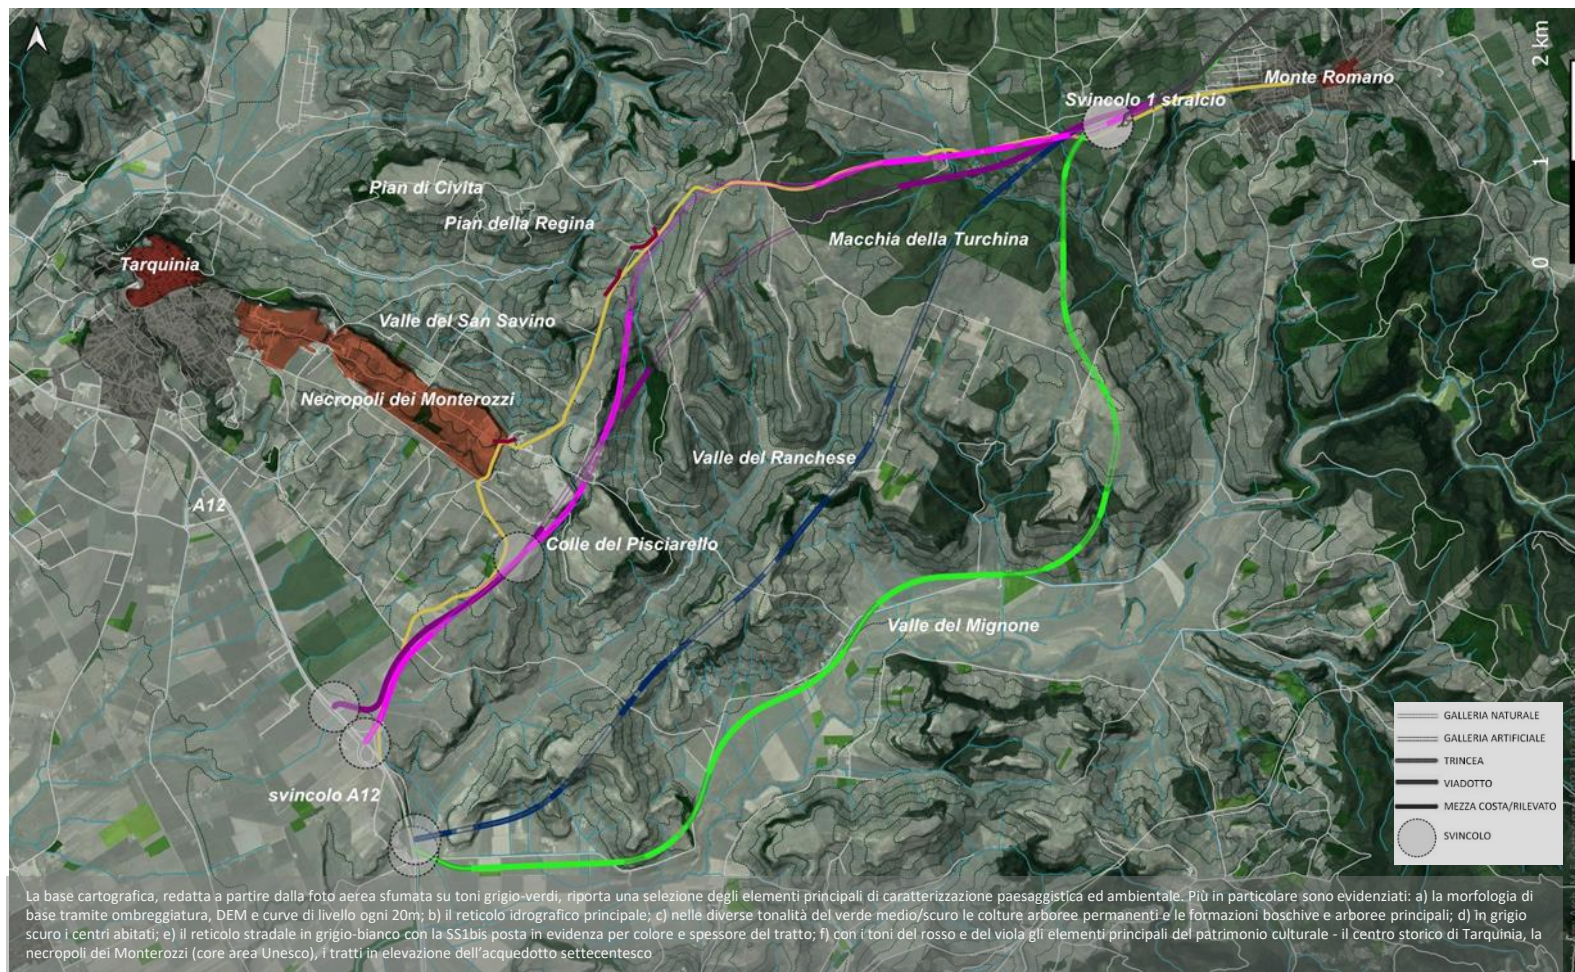 2 km
1
0
Monte Romano
Svincolo 1 stralcio
Pian di Civita
Pian della Regina
Macchia della Turchina
Tarquinia
Valle del San Savino
Necropoli dei Monterozzi
Valle del Ranchese
A12
Colle del Pisciarello
Valle del Mignone
svincolo A12
GALLERIA NATURALE
GALLERIA ARTIFICIALE
TRINCEA
VIADOTTO
MEZZA COSTA/RILEVATO
SVINCOLO
La base cartografica, redatta a partire dalla foto aerea sfumata su toni grigio-verdi, riporta una selezione degli elementi principali di caratterizzazione paesaggistica ed ambientale. Più in particolare sono evidenziati: a) la morfologia di
base tramite ombreggiatura, DEM e curve di livello ogni 20m; b) il reticolo idrografico principale; c) nelle diverse tonalità del verde medio/scuro le colture arboree permanenti e le formazioni boschive e arboree principali; d) in grigio
scuro i centri abitati; e) il reticolo stradale in grigio-bianco con la SS1bis posta in evidenza per colore e spessore del tratto; f) con i toni del rosso e del viola gli elementi principali del patrimonio culturale - il centro storico di Tarquinia, la
necropoli dei Monterozzi (core area Unesco), i tratti in elevazione dell'acquedotto settecentesco